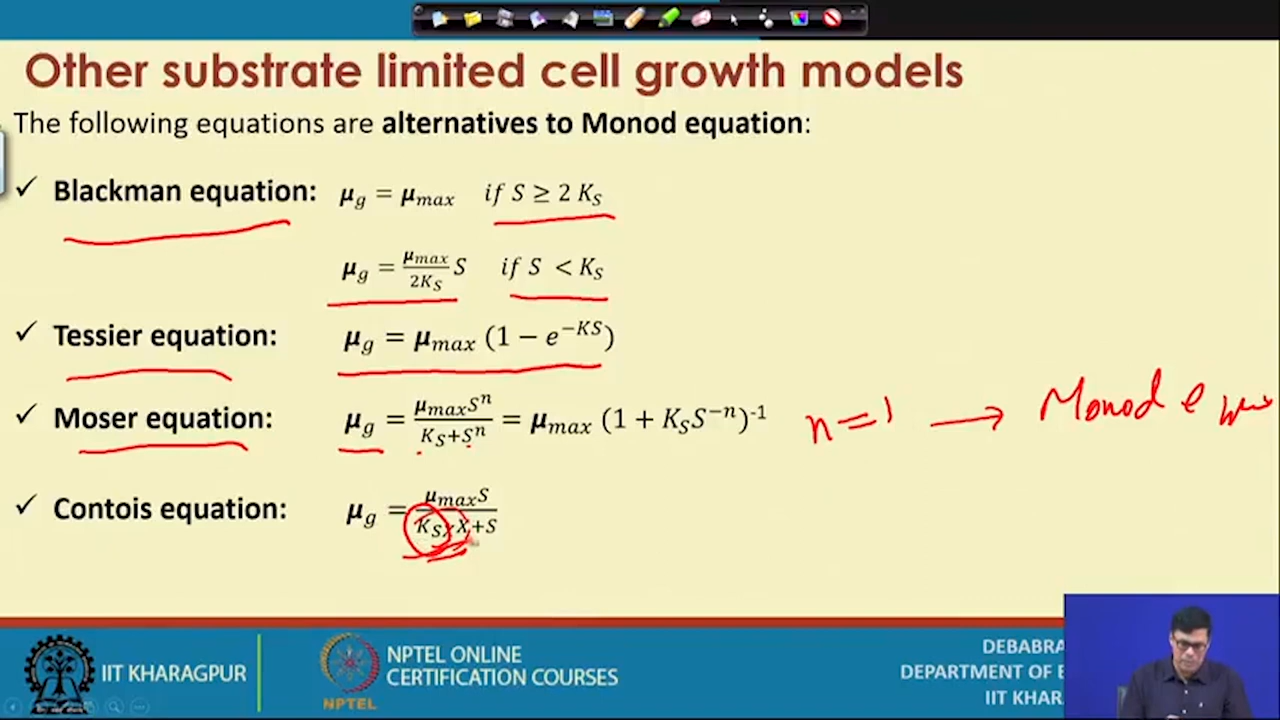 Other substrate limited cell growth models
The following equations are alternatives to Monod equation:
✓ Blackman equation: μg = μmax if S ≥ 2 KS
μg = μmax/2KS S if S < KS
✓ Tessier equation: μg = μmax (1 − e^−KS)
✓ Moser equation: μg = μmaxS^n/KS+S^n = μmax (1 + KSS^−n)^-1 n=1 → Monod
✓ Contois equation: μg = μmaxS/KS X+S
IIT KHARAGPUR
NPTEL
NPTEL ONLINE
CERTIFICATION COURSES
DEBABRA
DEPARTMENT OF E
IIT KHAR